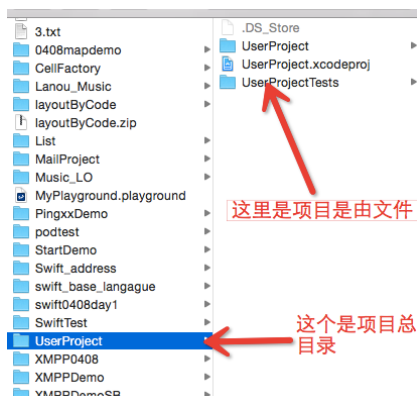 3.txt
0408mapdemo
CellFactory
Lanou_Music
layoutByCode
layoutByCode.zip
List
MailProject
Music_LO
MyPlayground.playground
PingxxDemo
podtest
StartDemo
Swift_address
swift_base_langague
swift0408day1
SwiftTest
UserProject
XMPP0408
XMPPDemo
XMPPDemoSB
.DS_Store
UserProject
UserProject.xcodeproj
UserProjectTests
这里是项目是由文件
这个是项目总
目录